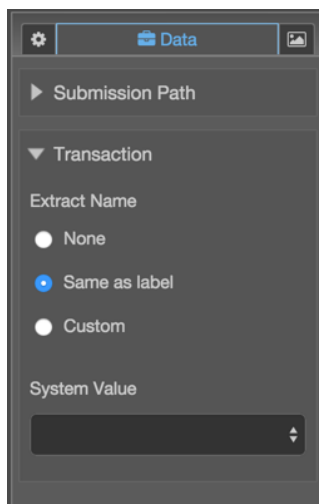 Data
Submission Path
Transaction
Extract Name
None
Same as label
Custom
System Value